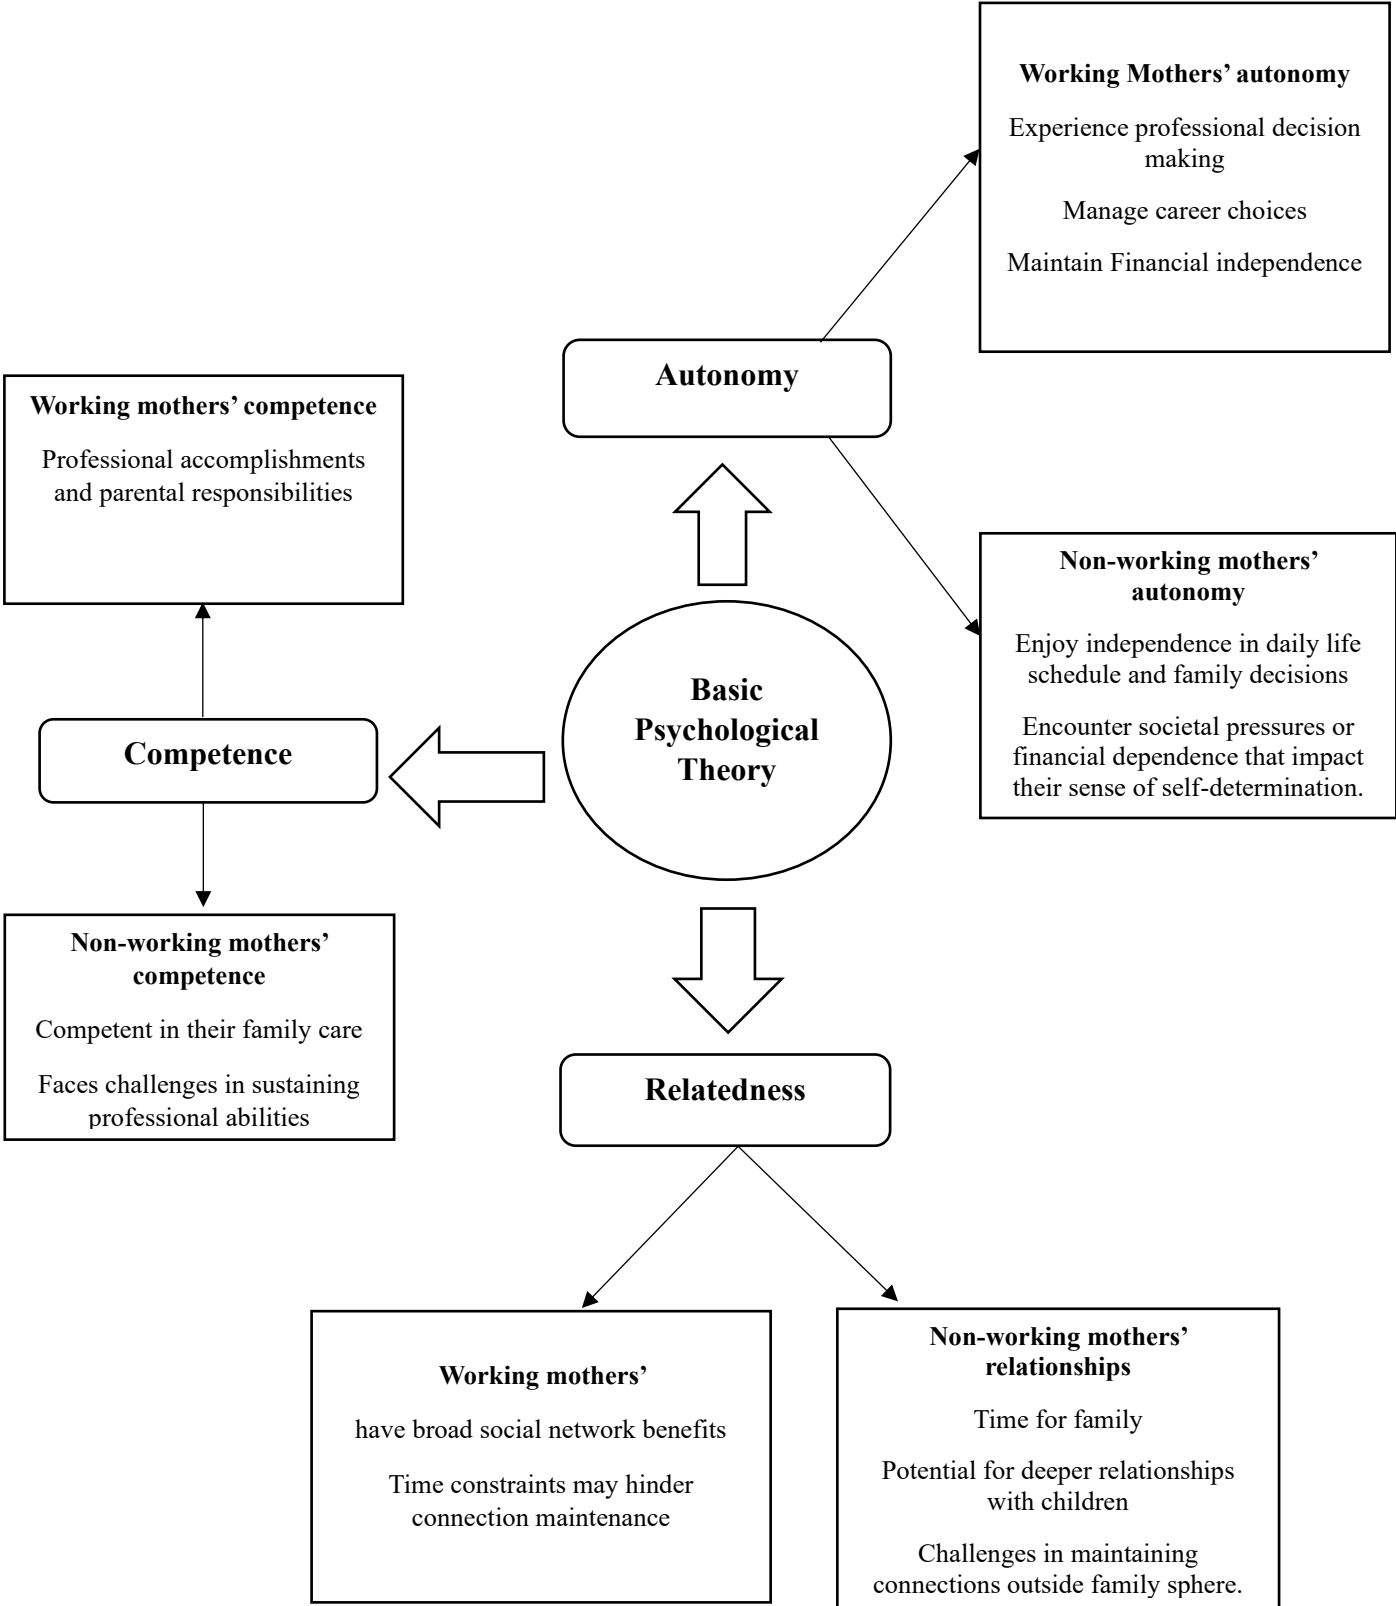 Working Mothers’ autonomy
Experience professional decision
making
Manage career choices
Maintain Financial independence
Autonomy
Working mothers’ competence
Professional accomplishments
and parental responsibilities
Non-working mothers’
autonomy
Enjoy independence in daily life
schedule and family decisions
Encounter societal pressures or
financial dependence that impact
their sense of self-determination.
Basic
Psychological
Theory
Competence
Non-working mothers’
competence
Competent in their family care
Faces challenges in sustaining
professional abilities
Relatedness
Working mothers’
have broad social network benefits
Time constraints may hinder
connection maintenance
Non-working mothers’
relationships
Time for family
Potential for deeper relationships
with children
Challenges in maintaining
connections outside family sphere.